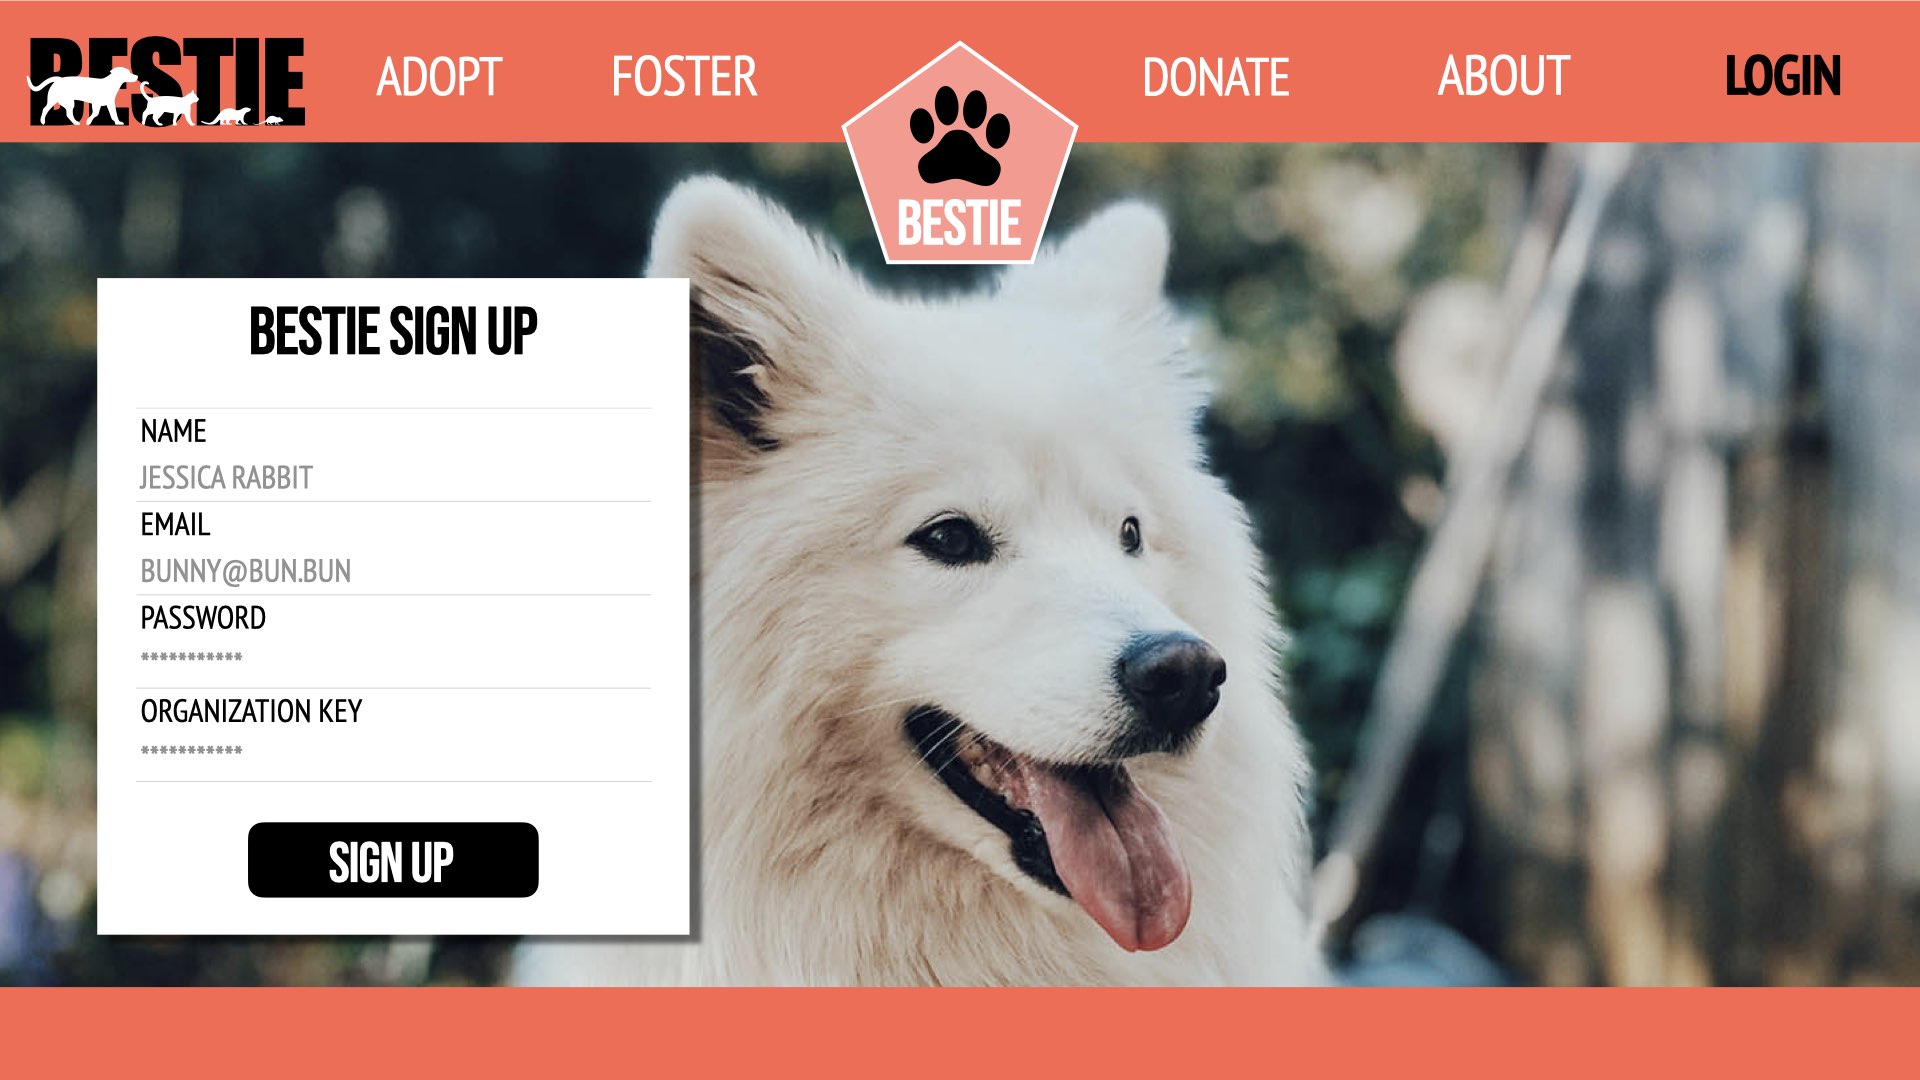 BESTIE
ADOPT
FOSTER
BESTIE
DONATE
ABOUT
LOGIN
BESTIE SIGN UP
NAME
JESSICA RABBIT
EMAIL
BUNNY@BUN.BUN
PASSWORD
***********
ORGANIZATION KEY
***********
SIGN UP